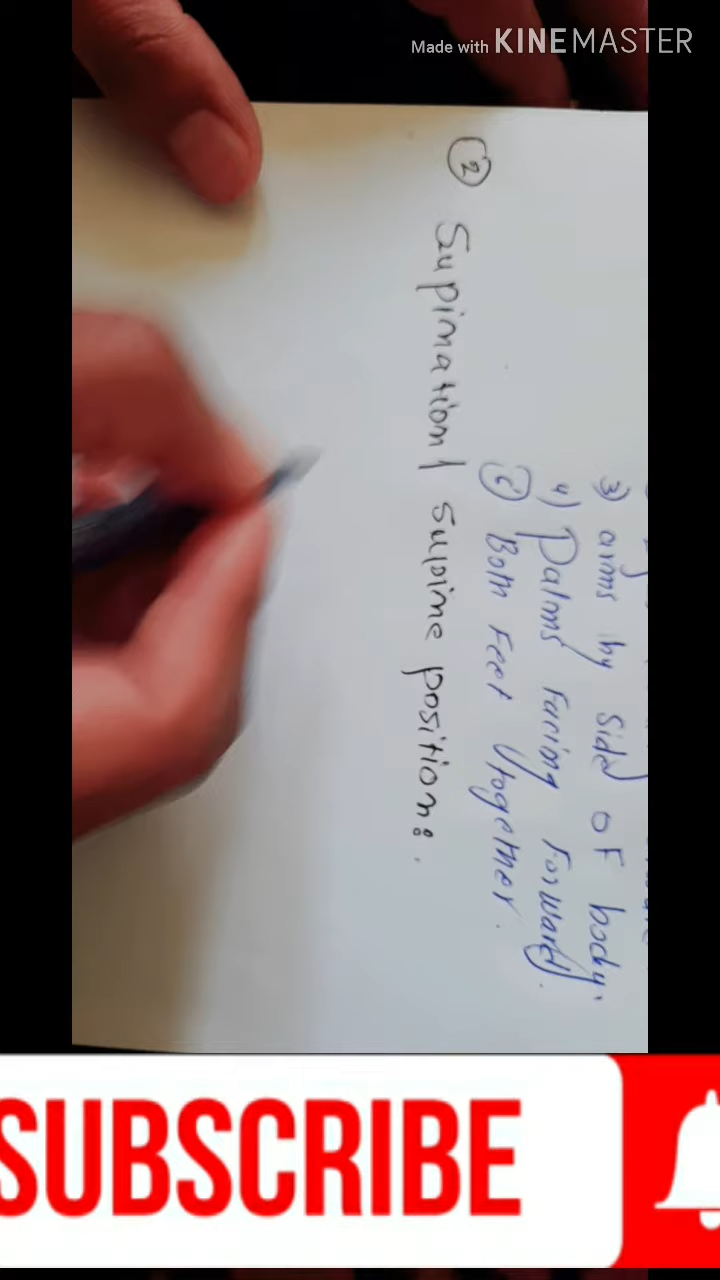 Made with KINEMASTER
3) arms by side of body.
4) Palms Facing Forward.
5) Both Feet together.
(2) Supination / supine position:
SUBSCRIBE